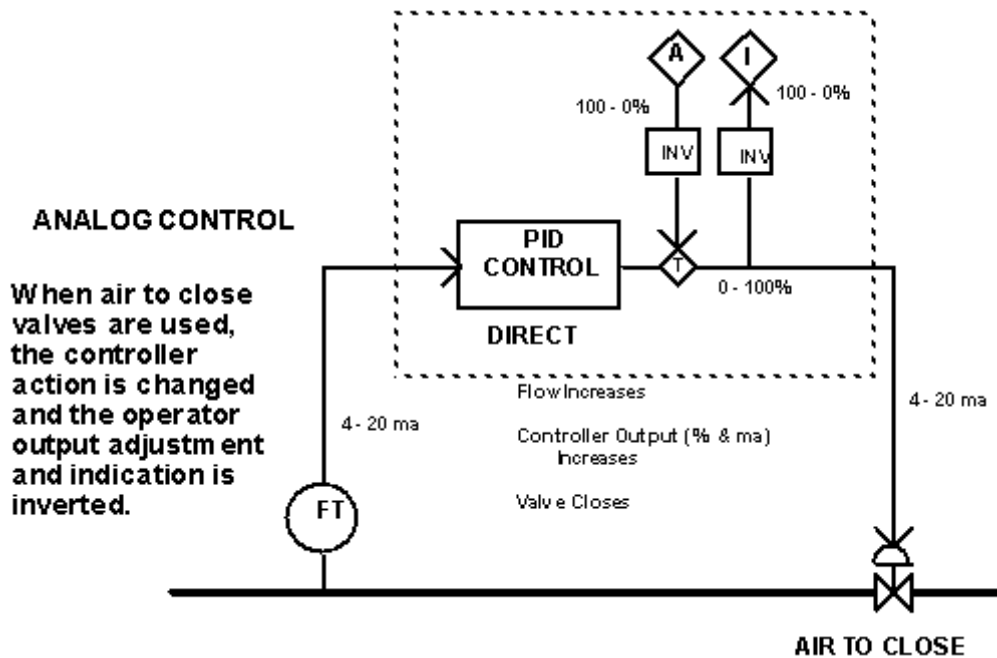 A
I
100 - 0%
100 - 0%
INV
INV
ANALOG CONTROL
PID
CONTROL
T
0 - 100%
DIRECT
When air to close
valves are used,
the controller
action is changed
and the operator
output adjustment
and indication is
inverted.
Flow Increases
4 - 20 ma
4 - 20 ma
Controller Output (% & ma)
Increases
Valve Closes
FT
AIR TO CLOSE